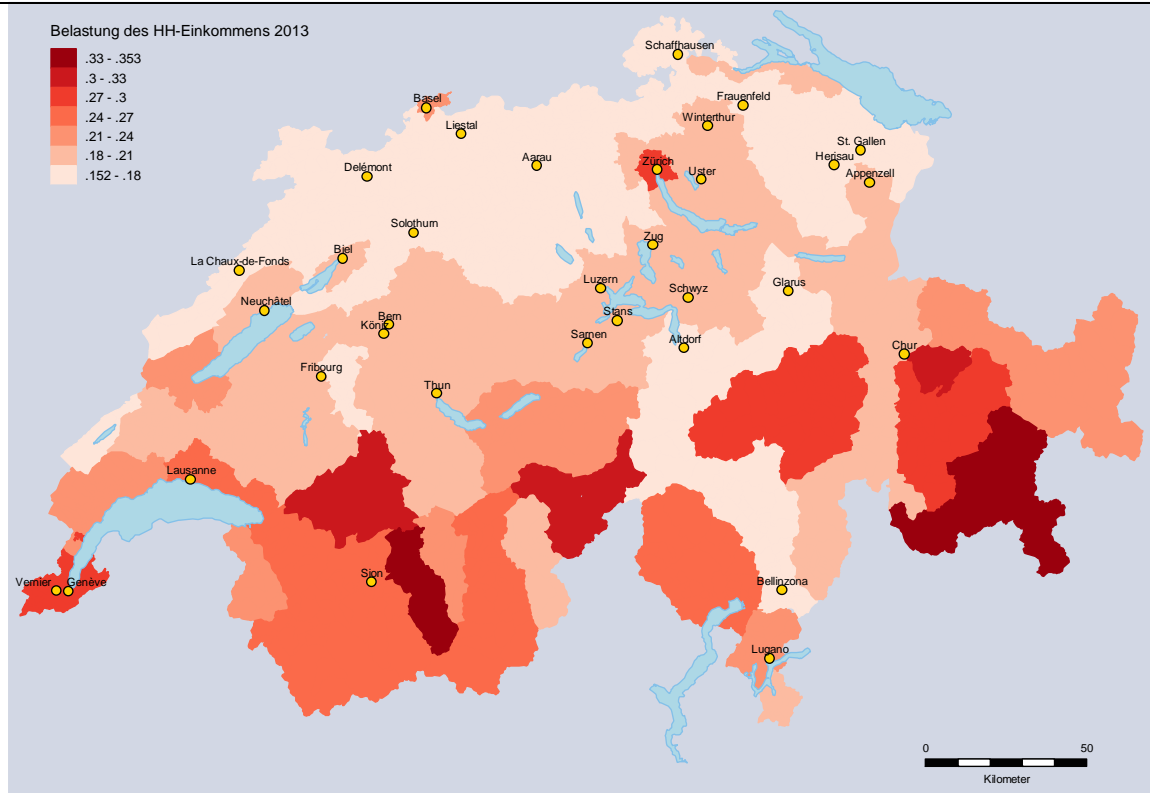 Belastung des HH-Einkommens 2013
.33 - .353
.3 - .33
.27 - .3
.24 - .27
.21 - .24
.18 - .21
.152 - .18
Schaffhausen
Basel
Frauenfeld
Liestal
Winterthur
Aarau
St. Gallen
Delémont
Zürich
Uster
Herisau
Appenzell
Solothurn
Biel
Zug
La Chaux-de-Fonds
Luzern
Schwyz
Glarus
Neuchâtel
Stans
Bern
Köniz
Sarnen
Altdorf
Chur
Fribourg
Thun
Lausanne
Sion
Vernier
Genève
Bellinzona
Lugano
0
50
Kilometer